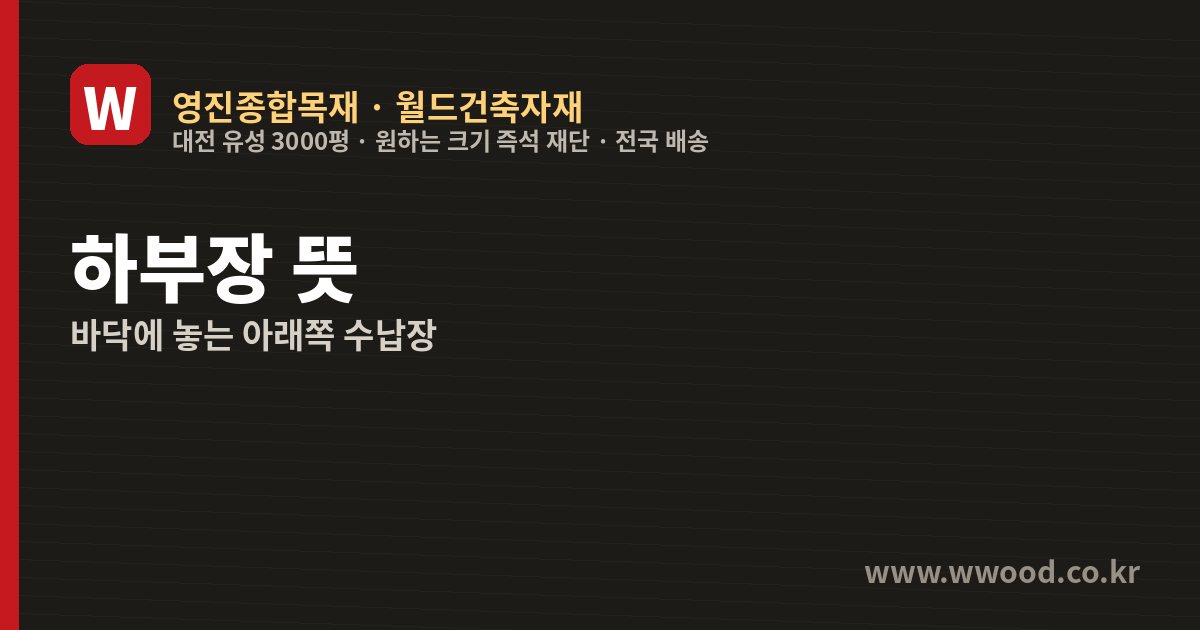 W
영진종합목재 · 월드건축자재
대전 유성 3000평 · 원하는 크기 즉석 재단 · 전국 배송
하부장 뜻
바닥에 놓는 아래쪽 수납장
www.wwood.co.kr